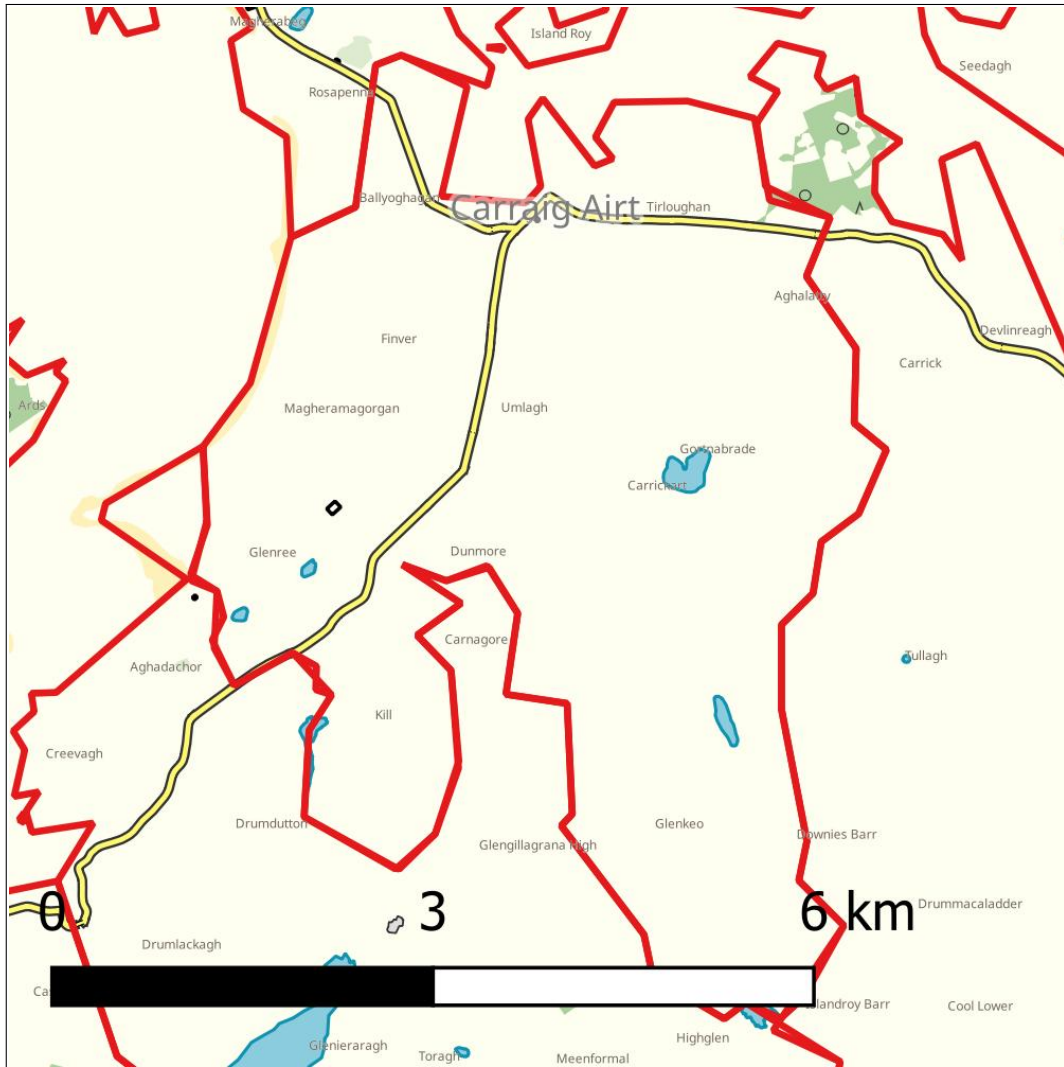 Magherabeg
Island Roy
Seedagh
Rosapenna
Ballyoghagan
Carraig Airt
Tirloughan
Aghalatty
Devlinreagh
Finver
Carrick
Ards
Magheramagorgan
Umlagh
Gortnabrade
Carrickart
Glenree
Dunmore
Carnagore
Aghadachor
Tullagh
Kill
Creevagh
Drumdutton
Glenkeo
Downies Barr
Glengillagrana High
0
3
6 km
Drummacaladder
Drumlackagh
Islandroy Barr
Cool Lower
Highglen
Glenieraragh
Toragh
Meenformal